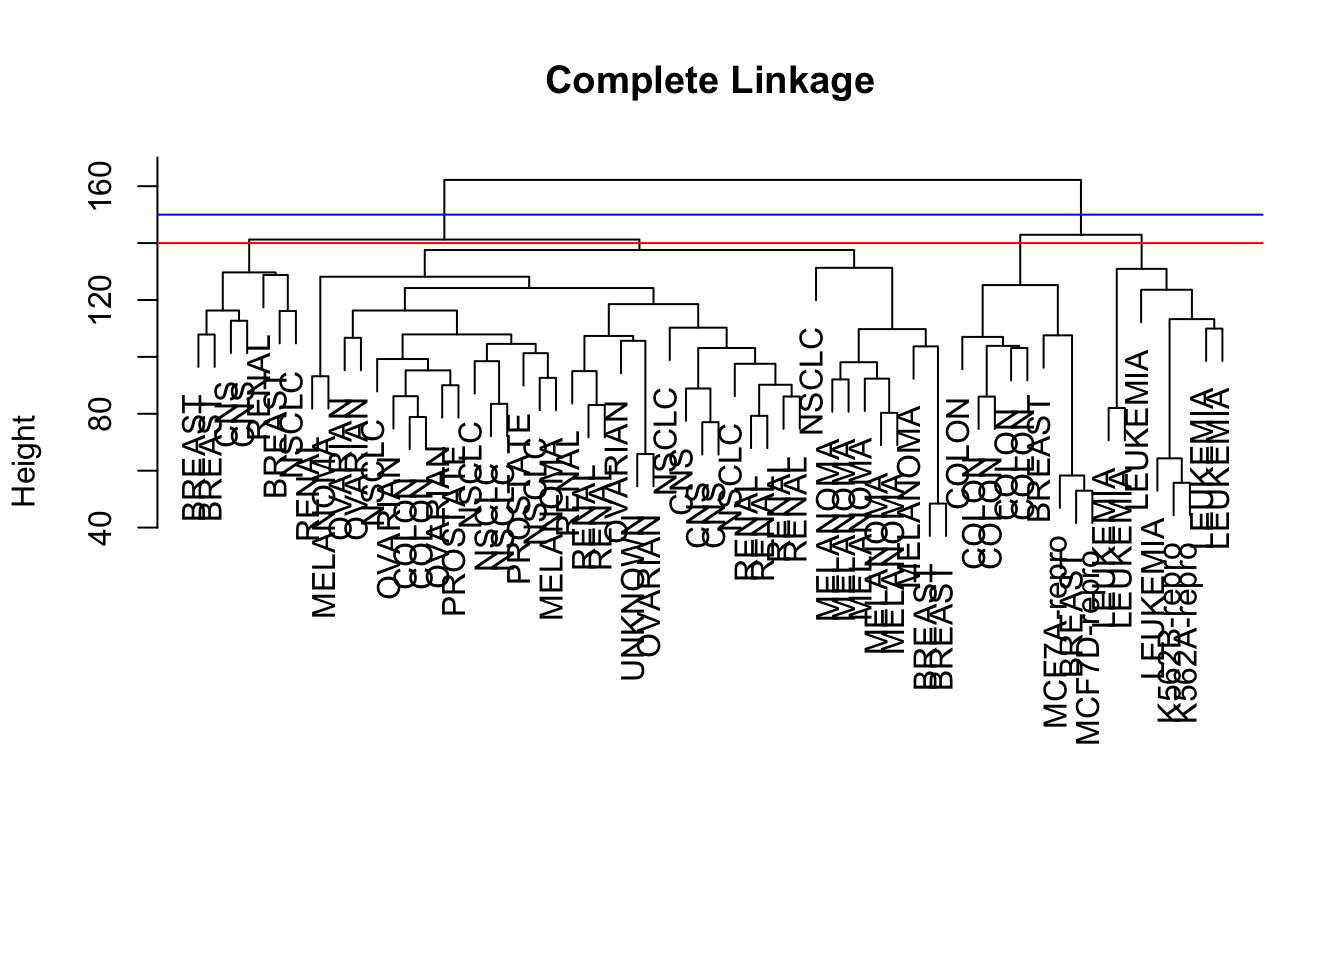 Complete Linkage
Height
160
120
80
40
BREAST
BREAST
CNS
CNS
RENAL
BREAST
NSCLC
RENAL
MELANOMA
OVARIAN
OVARIAN
NSCLC
OVARIAN
COLON
COLON
OVARIAN
PROSTATE
NSCLC
NSCLC
NSCLC
PROSTATE
NSCLC
MELANOMA
RENAL
RENAL
RENAL
OVARIAN
UNKNOWN
OVARIAN
NSCLC
CNS
CNS
CNS
NSCLC
RENAL
RENAL
RENAL
RENAL
NSCLC
MELANOMA
MELANOMA
MELANOMA
MELANOMA
MELANOMA
MELANOMA
BREAST
BREAST
COLON
COLON
COLON
COLON
COLON
BREAST
MCF7A-repro
BREAST
MCF7D-repro
LEUKEMIA
LEUKEMIA
LEUKEMIA
LEUKEMIA
K562B-repro
K562A-repro
LEUKEMIA
LEUKEMIA